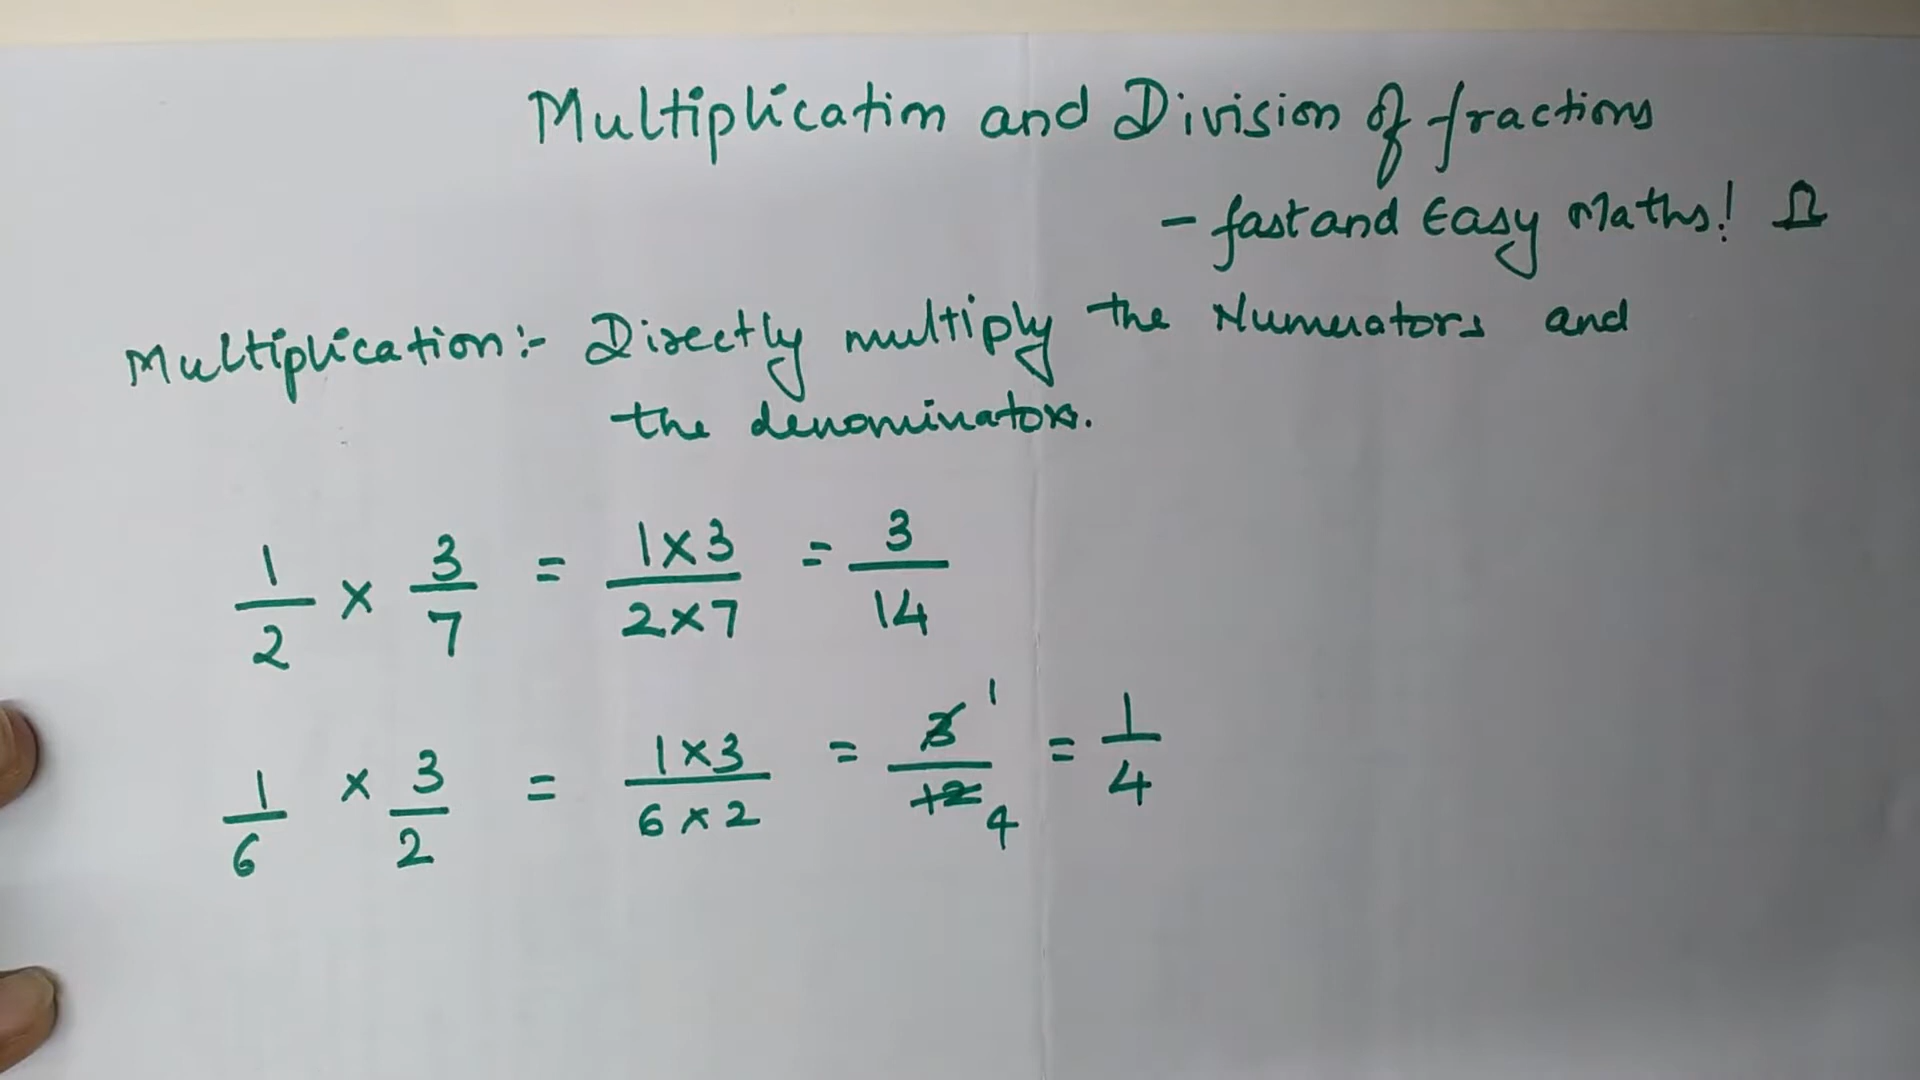 Multiplication and Division of fractions
- fast and Easy Maths! Ω
Multiplication:- Directly multiply the Numerators and
the denominators.
1/2 × 3/7 = 1×3/2×7 = 3/14
1/6 × 3/2 = 1×3/6×2 = 3 1/12 4 = 1/4